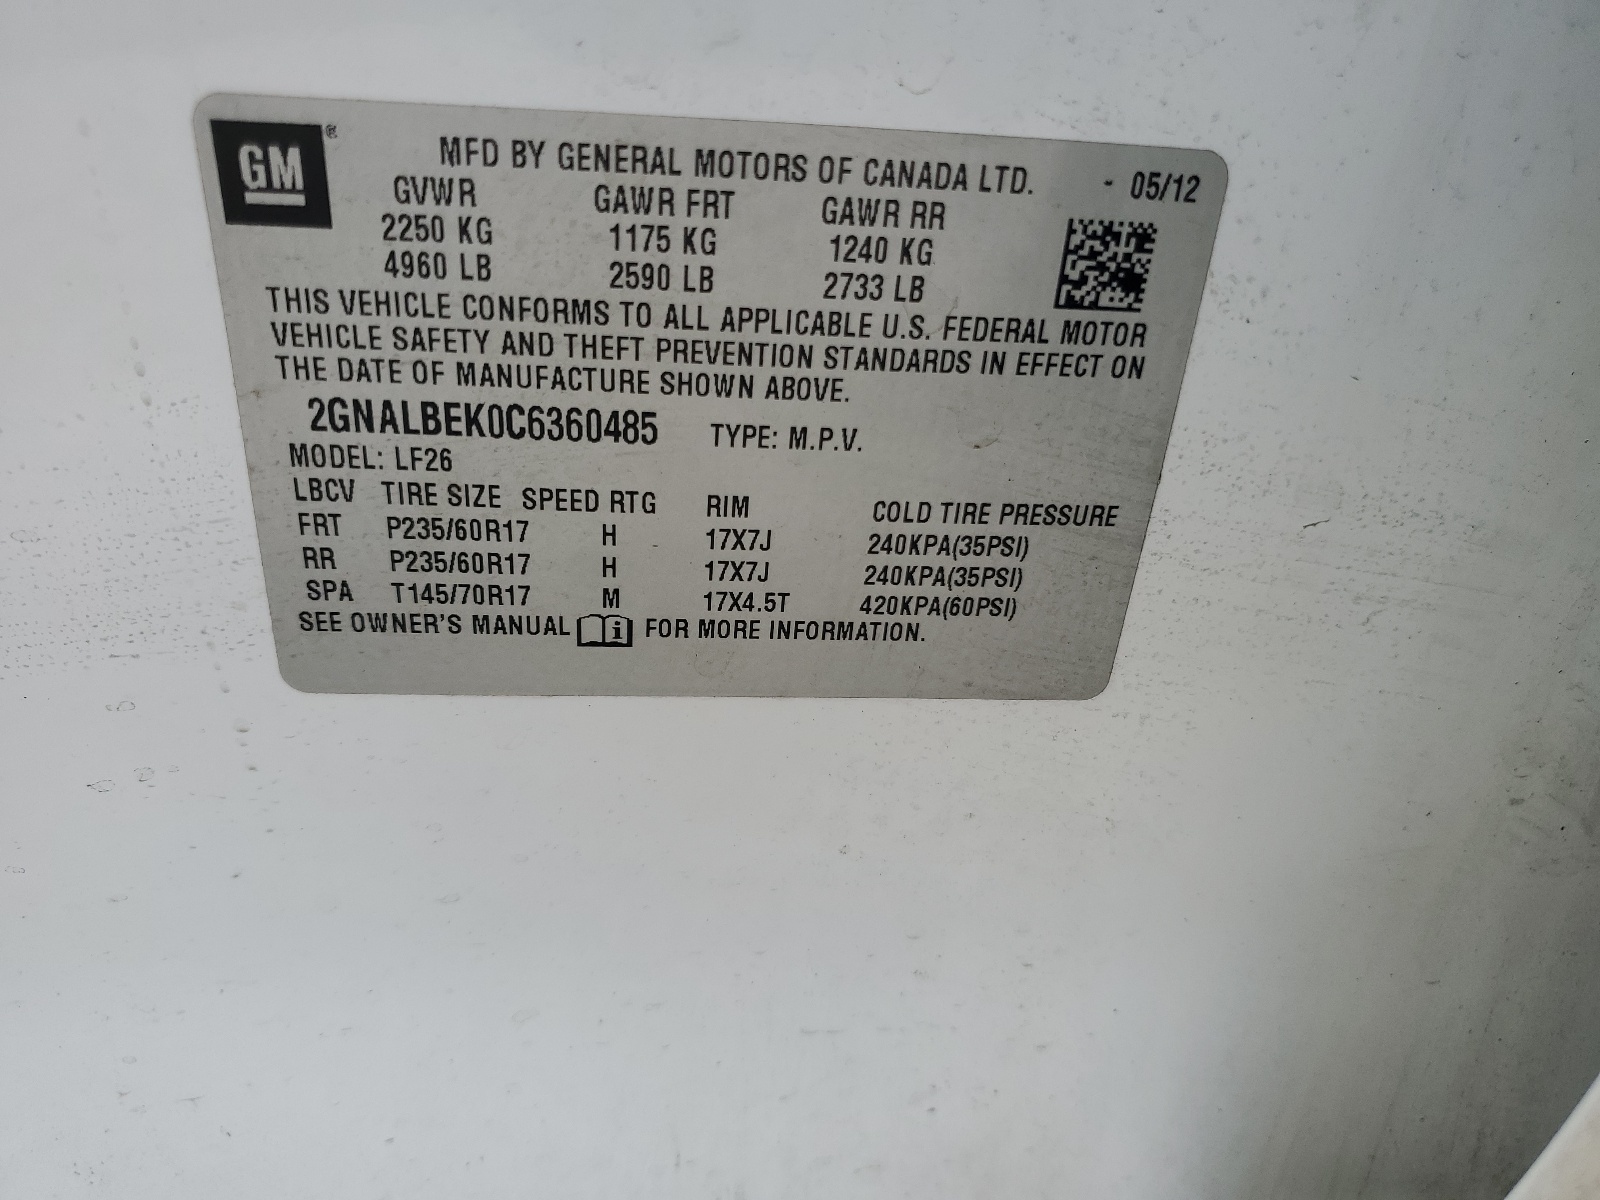 GM®
MFD BY GENERAL MOTORS OF CANADA LTD. - 05/12
GVWR GAWR FRT GAWR RR
2250 KG 1175 KG 1240 KG
4960 LB 2590 LB 2733 LB
THIS VEHICLE CONFORMS TO ALL APPLICABLE U.S. FEDERAL MOTOR
VEHICLE SAFETY AND THEFT PREVENTION STANDARDS IN EFFECT ON
THE DATE OF MANUFACTURE SHOWN ABOVE.
2GNALBEK0C6360485 TYPE: M.P.V.
MODEL: LF26
LBCV TIRE SIZE SPEED RTG RIM COLD TIRE PRESSURE
FRT P235/60R17 H 17X7J 240KPA(35PSI)
RR P235/60R17 H 17X7J 240KPA(35PSI)
SPA T145/70R17 M 17X4.5T 420KPA(60PSI)
SEE OWNER'S MANUAL i FOR MORE INFORMATION.